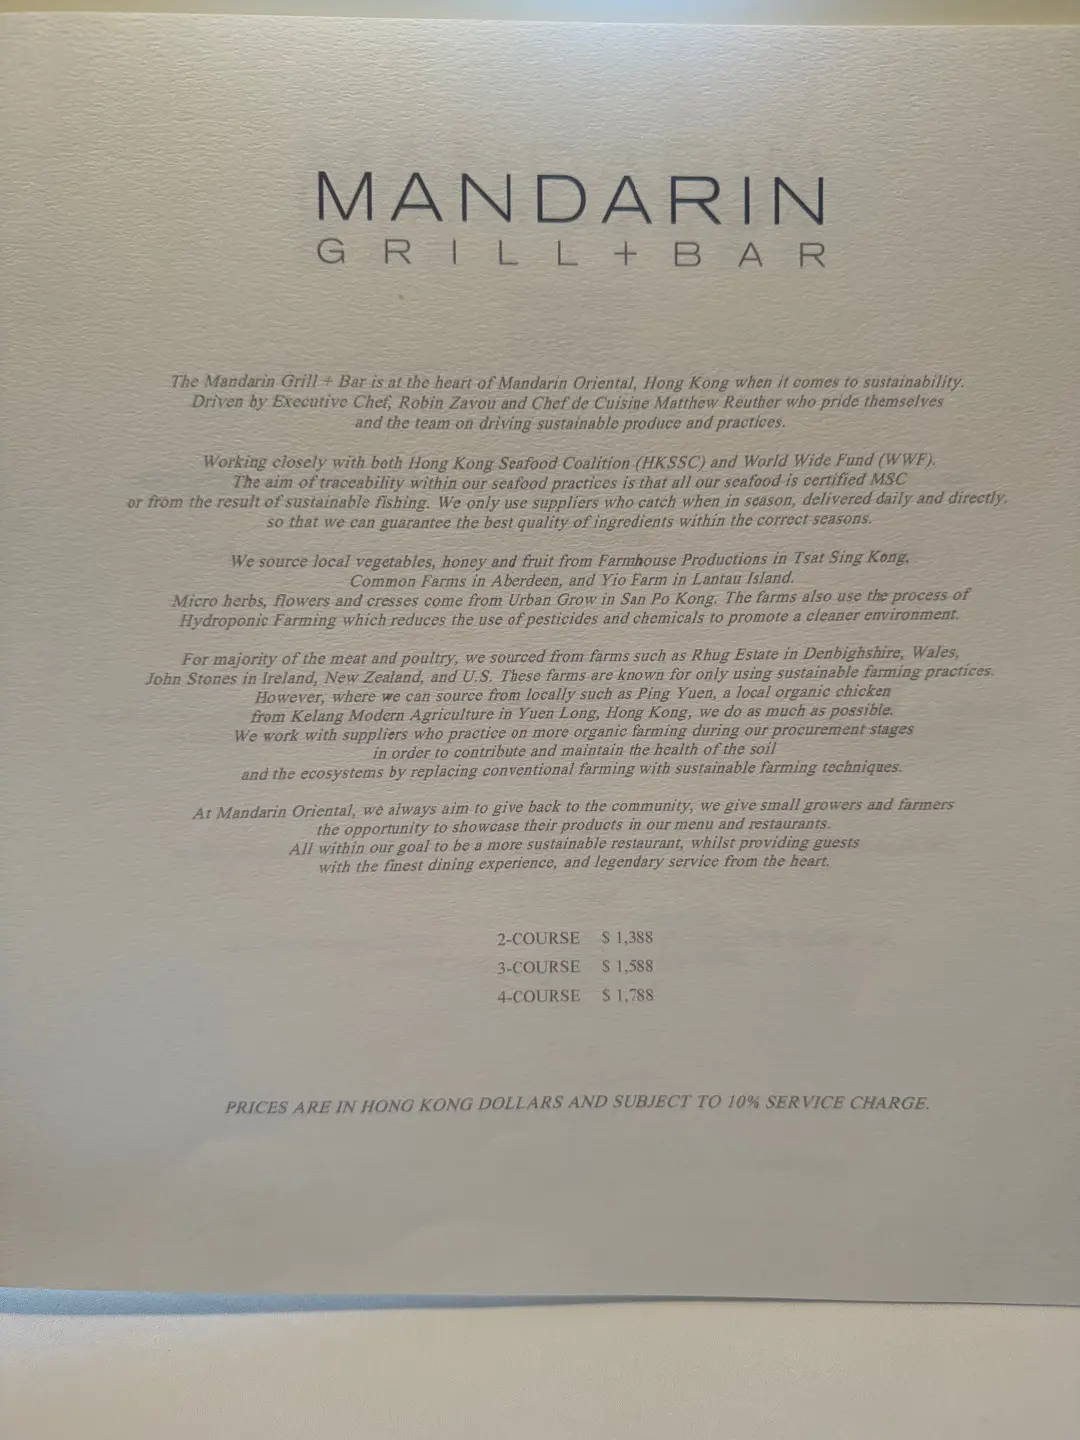 MANDARIN
GRILL + BAR
The Mandarin Grill + Bar is at the heart of Mandarin Oriental, Hong Kong when it comes to sustainability.
Driven by Executive Chef, Robin Zavou and Chef de Cuisine Matthew Reuther who pride themselves
and the team on driving sustainable produce and practices.
Working closely with both Hong Kong Seafood Coalition (HKSSC) and World Wide Fund (WWF).
The aim of traceability within our seafood practices is that all our seafood is certified MSC
or from the result of sustainable fishing. We only use suppliers who catch when in season, delivered daily and directly,
so that we can guarantee the best quality of ingredients within the correct seasons.
We source local vegetables, honey and fruit from Farmhouse Productions in Tsat Sing Kong,
Common Farms in Aberdeen, and Yio Farm in Lantau Island.
Micro herbs, flowers and cresses come from Urban Grow in San Po Kong. The farms also use the process of
Hydroponic Farming which reduces the use of pesticides and chemicals to promote a cleaner environment.
For majority of the meat and poultry, we sourced from farms such as Rhug Estate in Denbighshire, Wales,
John Stones in Ireland, New Zealand, and U.S. These farms are known for only using sustainable farming practices.
However, where we can source from locally such as Ping Yuen, a local organic chicken
from Kelang Modern Agriculture in Yuen Long, Hong Kong, we do as much as possible.
We work with suppliers who practice on more organic farming during our procurement stages
in order to contribute and maintain the health of the soil
and the ecosystems by replacing conventional farming with sustainable farming techniques.
At Mandarin Oriental, we always aim to give back to the community, we give small growers and farmers
the opportunity to showcase their products in our menu and restaurants.
All within our goal to be a more sustainable restaurant, whilst providing guests
with the finest dining experience, and legendary service from the heart.
2-COURSE $ 1,388
3-COURSE $ 1,588
4-COURSE $ 1,788
PRICES ARE IN HONG KONG DOLLARS AND SUBJECT TO 10% SERVICE CHARGE.